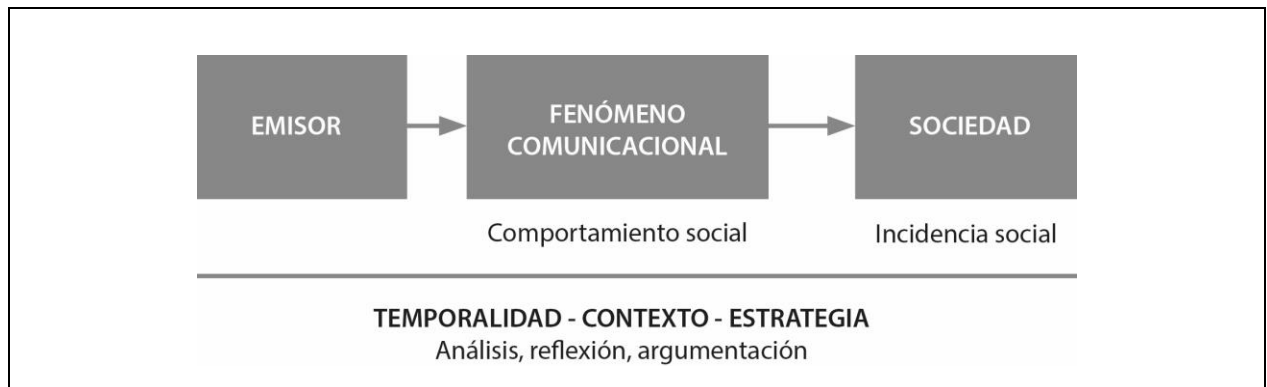 EMISOR
FENÓMENO
COMUNICACIONAL
SOCIEDAD
Comportamiento social
Incidencia social
TEMPORALIDAD - CONTEXTO - ESTRATEGIA
Análisis, reflexión, argumentación